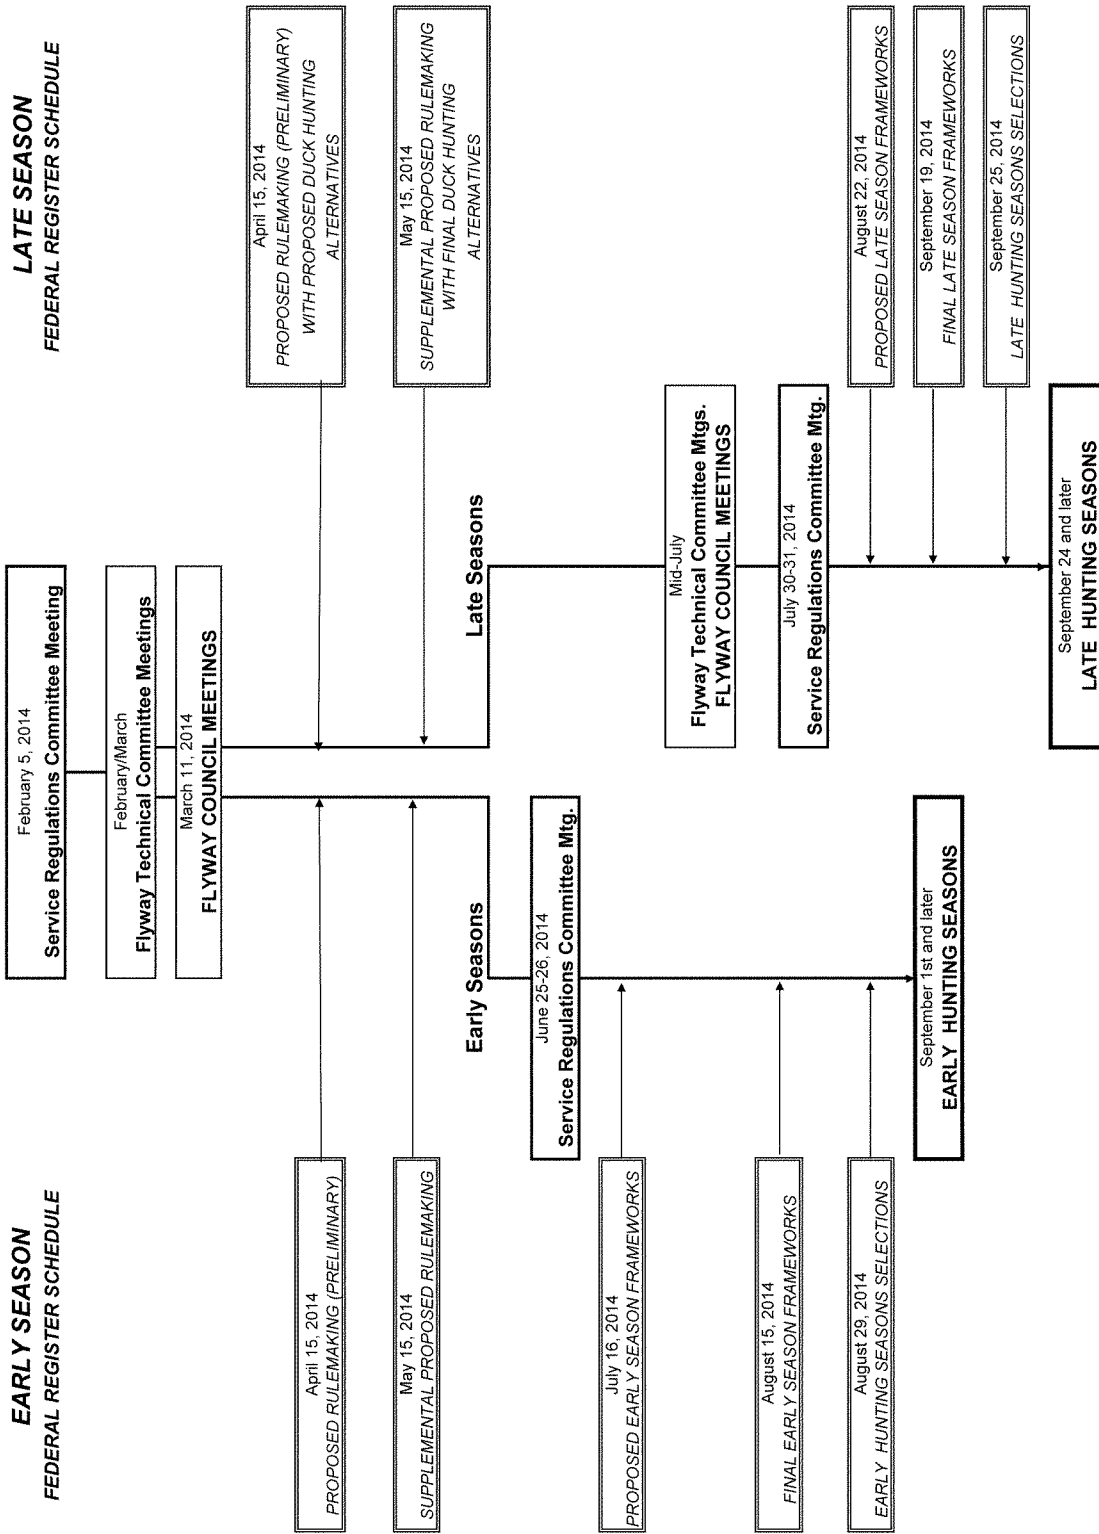 EARLY SEASON
FEDERAL REGISTER SCHEDULE
LATE SEASON
FEDERAL REGISTER SCHEDULE
February 5, 2014
Service Regulations Committee Meeting
February/March
Flyway Technical Committee Meetings
March 11, 2014
FLYWAY COUNCIL MEETINGS
April 15, 2014
PROPOSED RULEMAKING (PRELIMINARY)
April 15, 2014
PROPOSED RULEMAKING (PRELIMINARY)
WITH PROPOSED DUCK HUNTING
ALTERNATIVES
May 15, 2014
SUPPLEMENTAL PROPOSED RULEMAKING
May 15, 2014
SUPPLEMENTAL PROPOSED RULEMAKING
WITH FINAL DUCK HUNTING
ALTERNATIVES
Early Seasons
Late Seasons
June 25-26, 2014
Service Regulations Committee Mtg.
July 16, 2014
PROPOSED EARLY SEASON FRAMEWORKS
Mid-July
Flyway Technical Committee Mtgs.
FLYWAY COUNCIL MEETINGS
August 15, 2014
FINAL EARLY SEASON FRAMEWORKS
July 30-31, 2014
Service Regulations Committee Mtg.
August 29, 2014
EARLY HUNTING SEASONS SELECTIONS
August 22, 2014
PROPOSED LATE SEASON FRAMEWORKS
September 1st and later
EARLY HUNTING SEASONS
September 19, 2014
FINAL LATE SEASON FRAMEWORKS
September 25, 2014
LATE HUNTING SEASONS SELECTIONS
September 24 and later
LATE HUNTING SEASONS